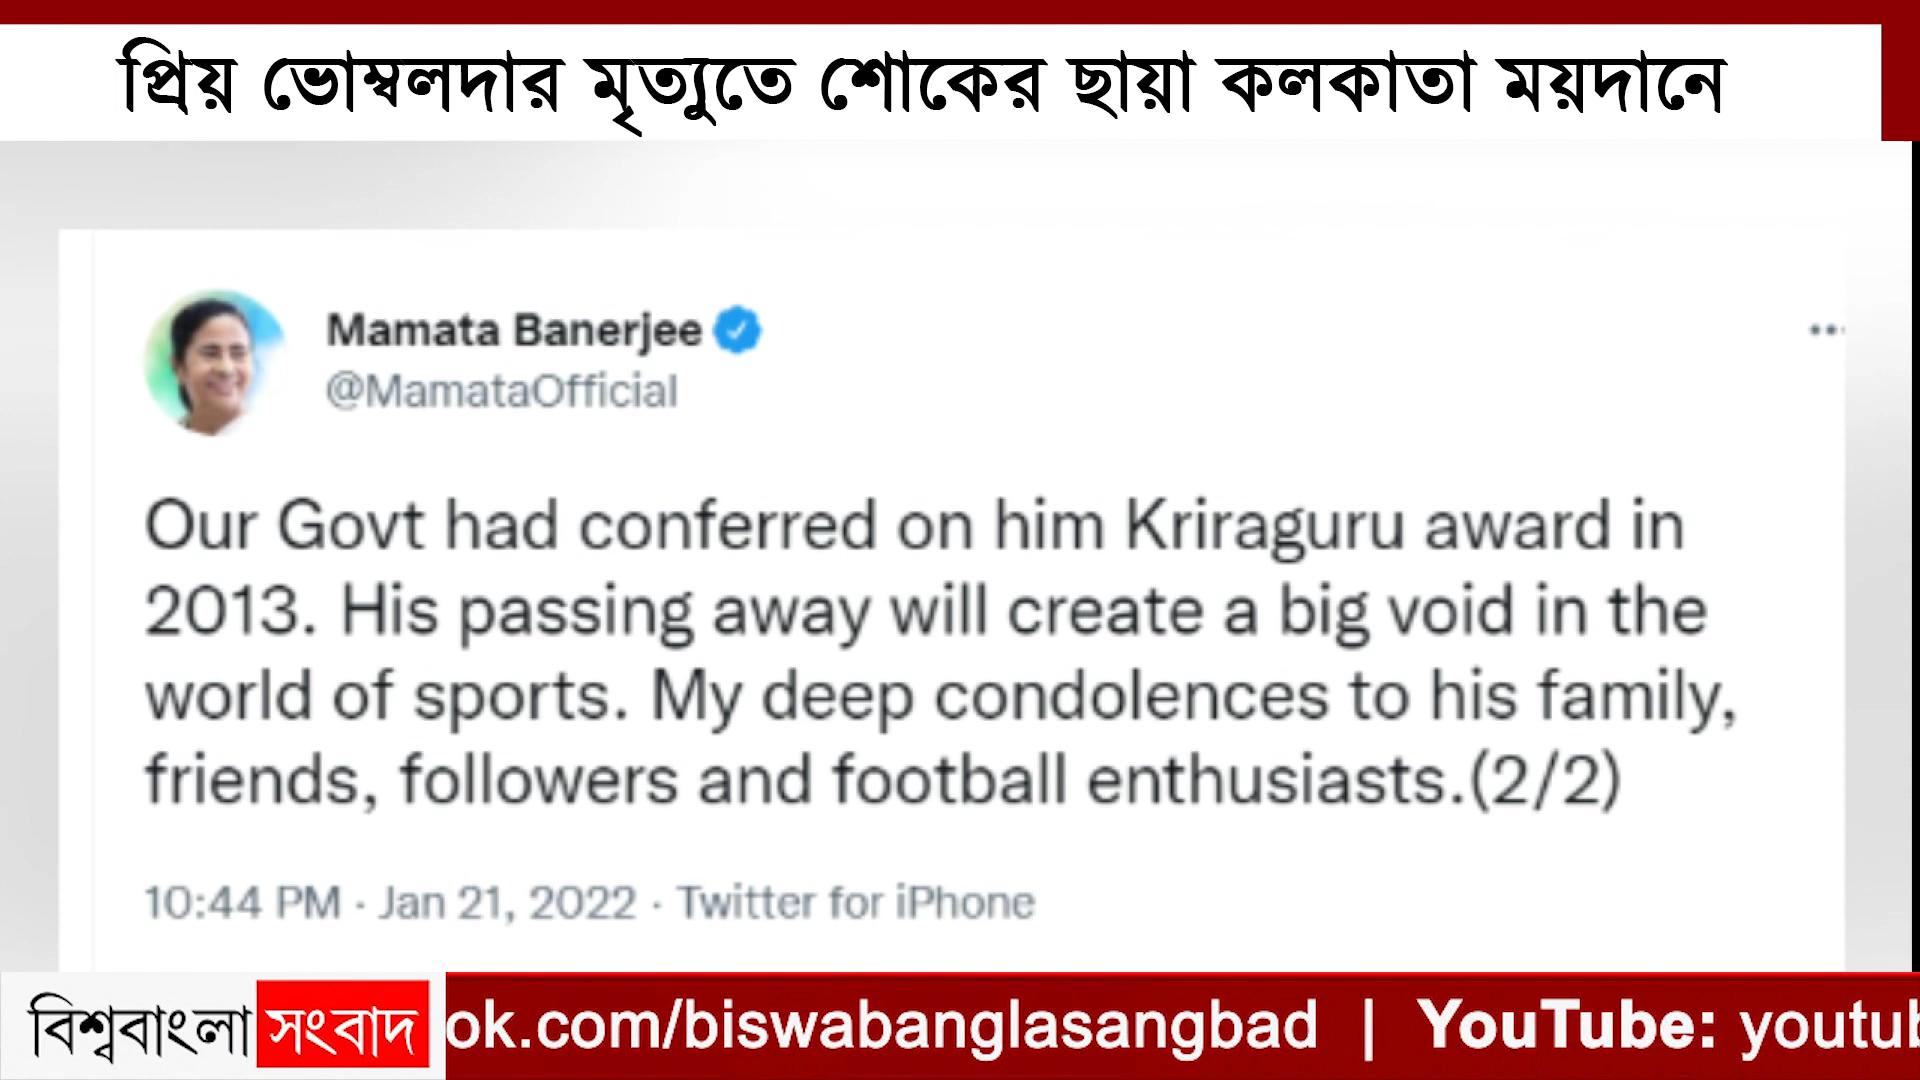 প্রিয় ভোম্বলদার মৃত্যুতে শোকের ছায়া কলকাতা ময়দানে
Mamata Banerjee
@MamataOfficial
Our Govt had conferred on him Kriraguru award in
2013. His passing away will create a big void in the
world of sports. My deep condolences to his family,
friends, followers and football enthusiasts.(2/2)
10:44 PM · Jan 21, 2022 · Twitter for iPhone
বিশ্ববাংলা সংবাদ ok.com/biswabanglasangbad | YouTube: youtub